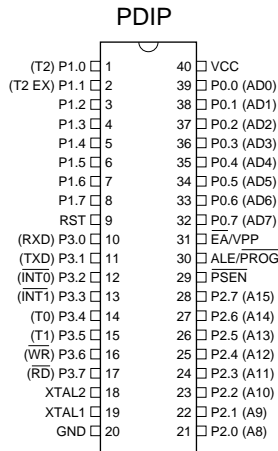 PDIP
(T2) P1.0 1 40 VCC
(T2 EX) P1.1 2 39 P0.0 (AD0)
P1.2 3 38 P0.1 (AD1)
P1.3 4 37 P0.2 (AD2)
P1.4 5 36 P0.3 (AD3)
P1.5 6 35 P0.4 (AD4)
P1.6 7 34 P0.5 (AD5)
P1.7 8 33 P0.6 (AD6)
RST 9 32 P0.7 (AD7)
(RXD) P3.0 10 31 E̅A̅/VPP
(TXD) P3.1 11 30 ALE/P̅R̅O̅G̅
(I̅N̅T̅0̅) P3.2 12 29 P̅S̅E̅N̅
(I̅N̅T̅1̅) P3.3 13 28 P2.7 (A15)
(T0) P3.4 14 27 P2.6 (A14)
(T1) P3.5 15 26 P2.5 (A13)
(W̅R̅) P3.6 16 25 P2.4 (A12)
(R̅D̅) P3.7 17 24 P2.3 (A11)
XTAL2 18 23 P2.2 (A10)
XTAL1 19 22 P2.1 (A9)
GND 20 21 P2.0 (A8)